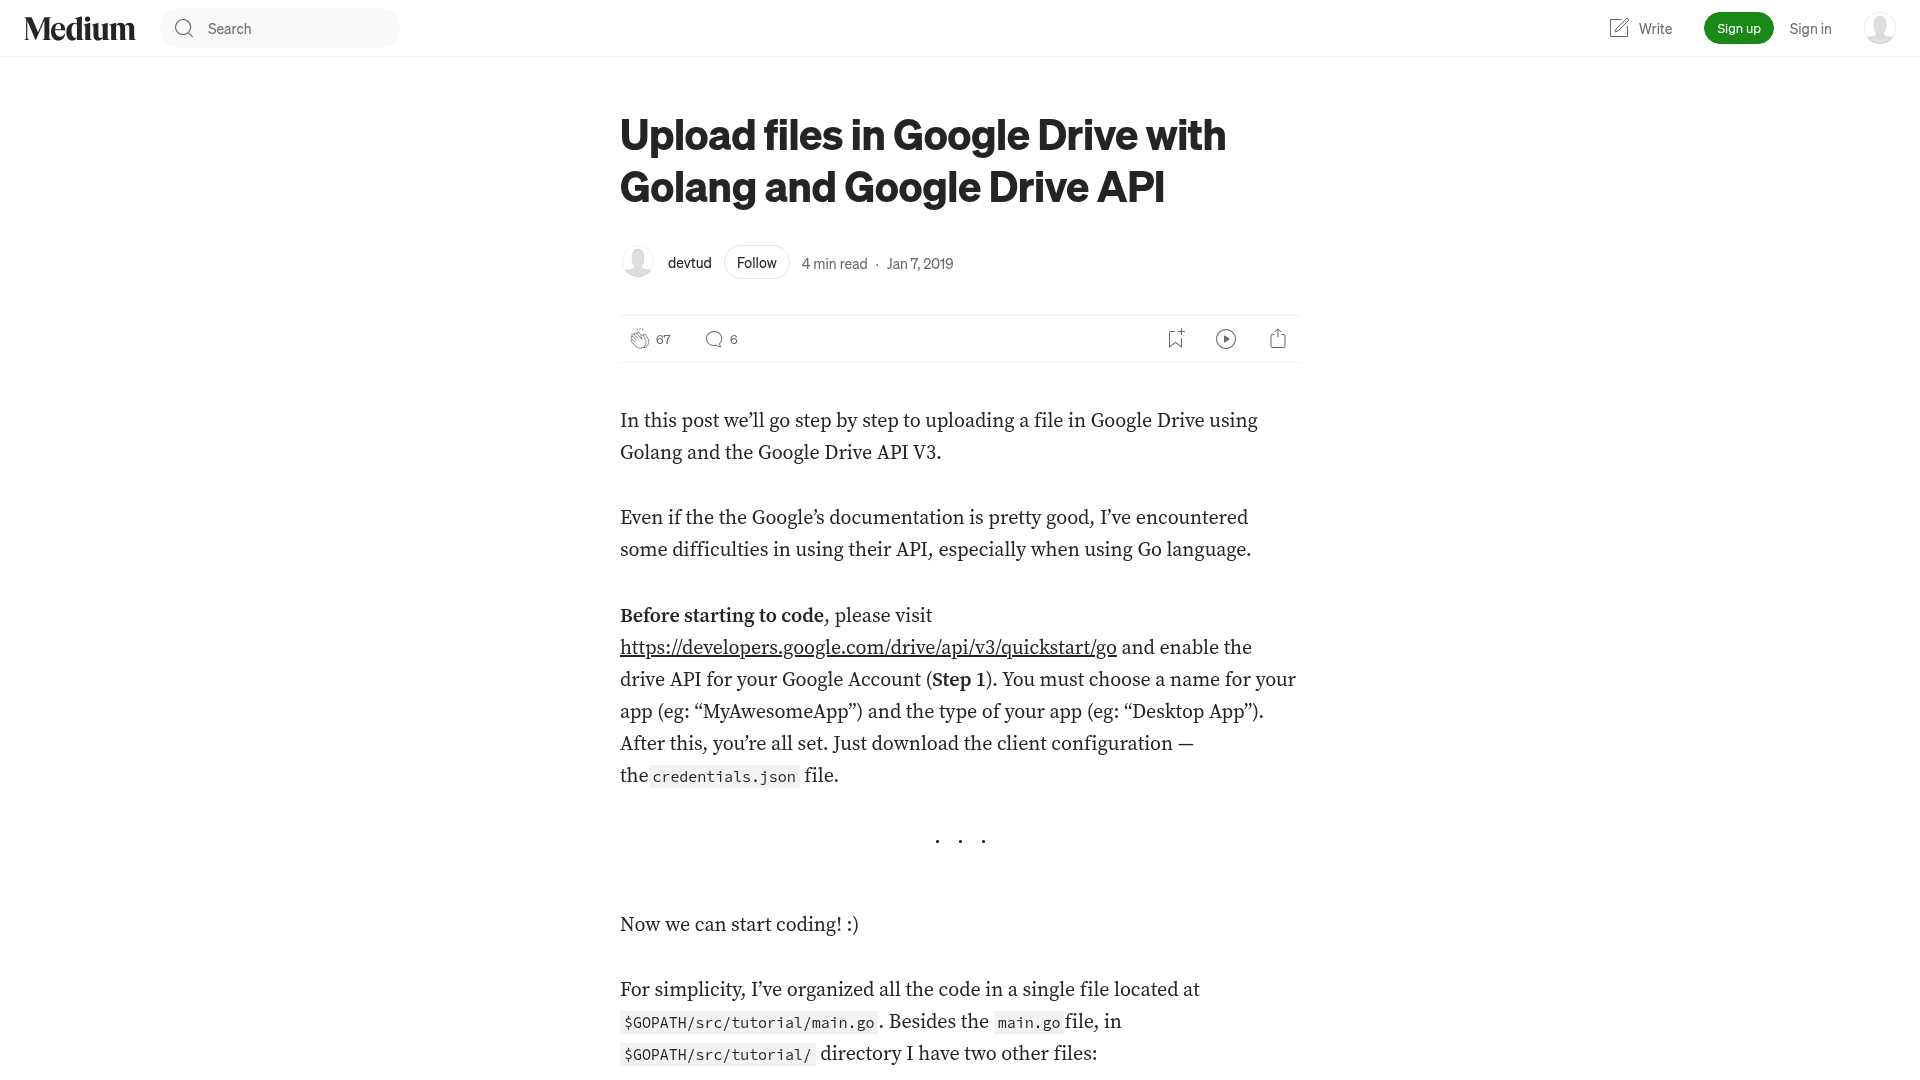 Medium
Search
Write
Sign up
Sign in
Upload files in Google Drive with
Golang and Google Drive API
devtud
Follow
4 min read · Jan 7, 2019
67
6
In this post we’ll go step by step to uploading a file in Google Drive using
Golang and the Google Drive API V3.
Even if the the Google’s documentation is pretty good, I’ve encountered
some difficulties in using their API, especially when using Go language.
Before starting to code, please visit
https://developers.google.com/drive/api/v3/quickstart/go and enable the
drive API for your Google Account (Step 1). You must choose a name for your
app (eg: “MyAwesomeApp”) and the type of your app (eg: “Desktop App”).
After this, you’re all set. Just download the client configuration —
the credentials.json file.
. . .
Now we can start coding! :)
For simplicity, I’ve organized all the code in a single file located at
$GOPATH/src/tutorial/main.go. Besides the main.go file, in
$GOPATH/src/tutorial/ directory I have two other files: